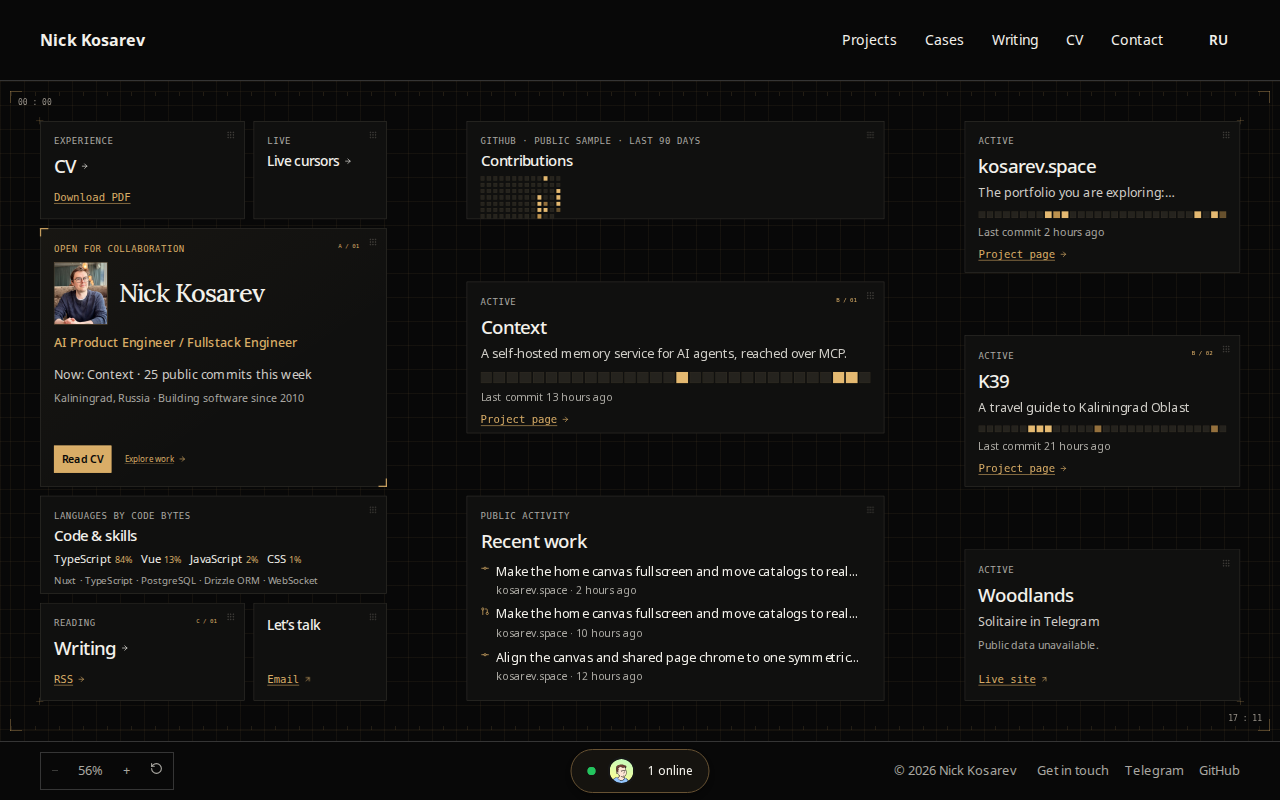 Nick Kosarev
Projects Cases Writing CV Contact RU
00 : 00
EXPERIENCE
CV
Download PDF
LIVE
Live cursors
OPEN FOR COLLABORATION
A / 01
Nick Kosarev
AI Product Engineer / Fullstack Engineer
Now: Context · 25 public commits this week
Kaliningrad, Russia · Building software since 2010
Read CV
Explore work
LANGUAGES BY CODE BYTES
Code & skills
TypeScript 84% Vue 13% JavaScript 2% CSS 1%
Nuxt · TypeScript · PostgreSQL · Drizzle ORM · WebSocket
READING
C / 01
Writing
RSS
Let's talk
Email
GITHUB · PUBLIC SAMPLE · LAST 90 DAYS
Contributions
ACTIVE
B / 01
Context
A self-hosted memory service for AI agents, reached over MCP.
Last commit 13 hours ago
Project page
PUBLIC ACTIVITY
Recent work
Make the home canvas fullscreen and move catalogs to real...
kosarev.space · 2 hours ago
Make the home canvas fullscreen and move catalogs to real...
kosarev.space · 10 hours ago
Align the canvas and shared page chrome to one symmetric...
kosarev.space · 12 hours ago
ACTIVE
kosarev.space
The portfolio you are exploring:...
Last commit 2 hours ago
Project page
ACTIVE
B / 02
K39
A travel guide to Kaliningrad Oblast
Last commit 21 hours ago
Project page
ACTIVE
Woodlands
Solitaire in Telegram
Public data unavailable.
Live site
17 : 11
− 56% +
1 online
© 2026 Nick Kosarev Get in touch Telegram GitHub